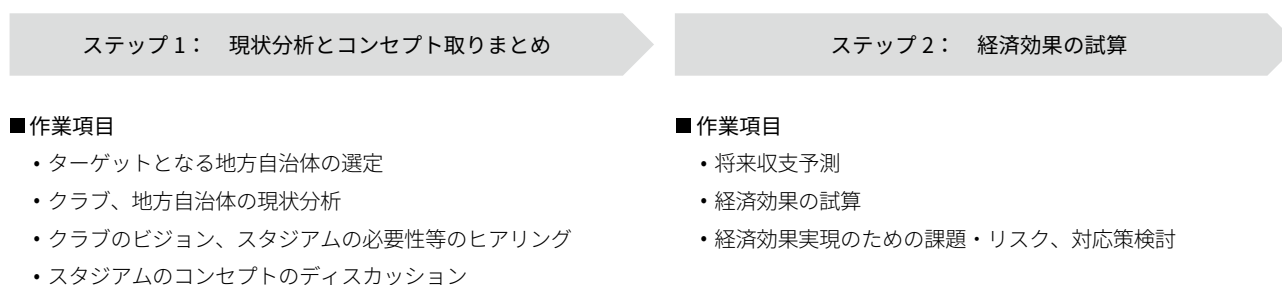 ステップ 1： 現状分析とコンセプト取りまとめ
■作業項目
・ターゲットとなる地方自治体の選定
・クラブ、地方自治体の現状分析
・クラブのビジョン、スタジアムの必要性等のヒアリング
・スタジアムのコンセプトのディスカッション
ステップ 2： 経済効果の試算
■作業項目
・将来収支予測
・経済効果の試算
・経済効果実現のための課題・リスク、対応策検討